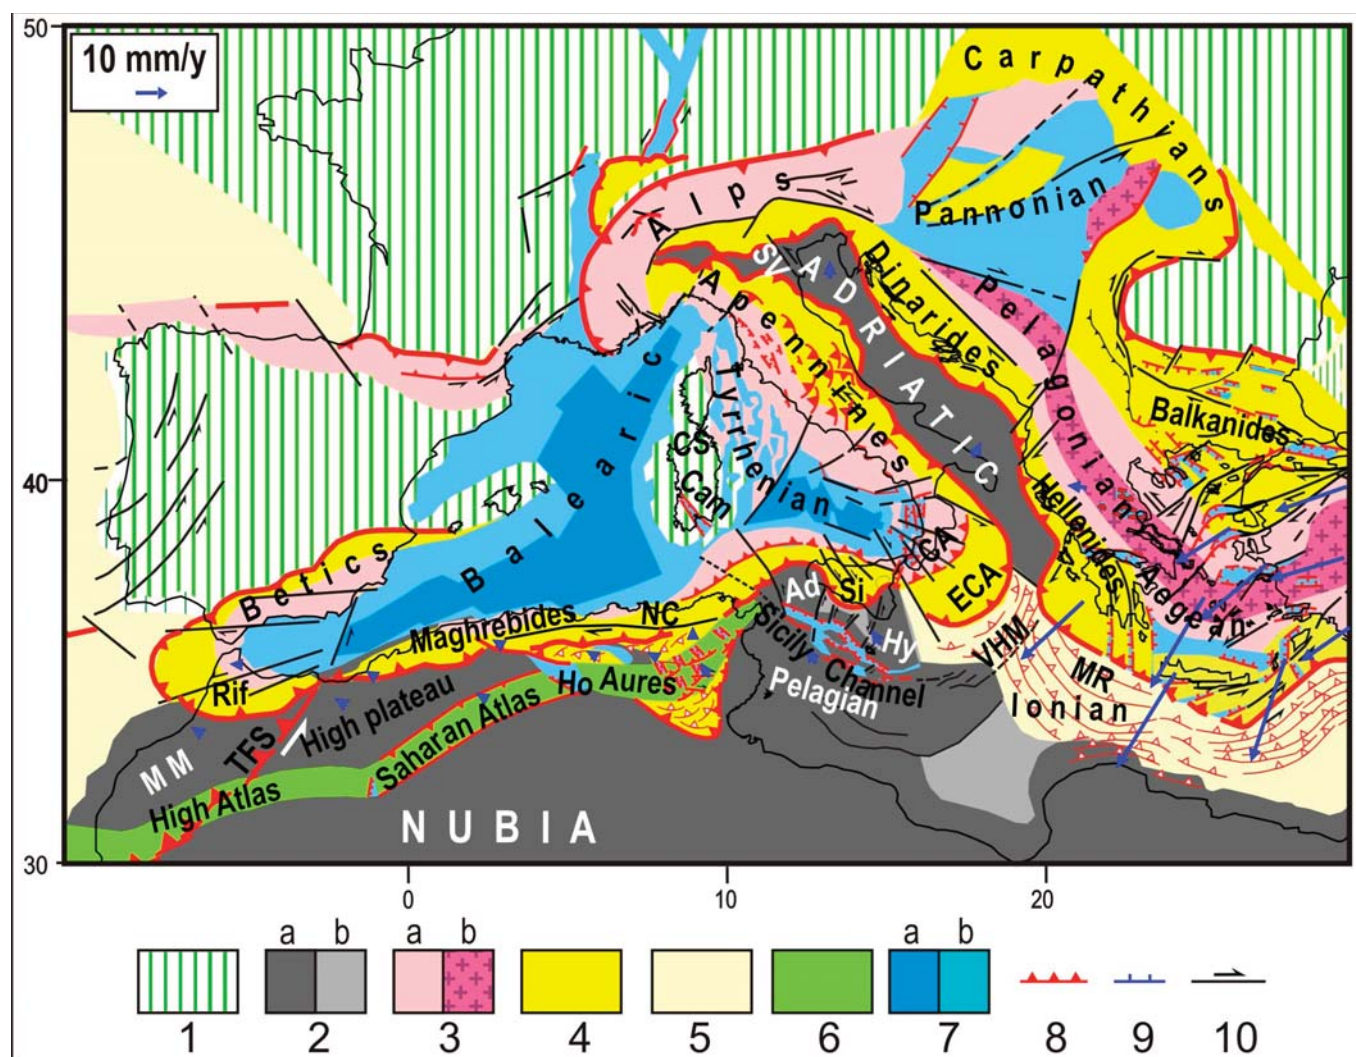 50
10 mm/y
Carpathians
Alps
Pannonian
SV
ADRIATIC
Dinarides
Apennines
Pelagonian
Tyrrhenian
Balearic
Balkanides
CS
Cam
40
Hellenides
CA
Betics
Ad
Si
ECA
Aegean
Maghrebides
NC
Sicily Channel
Hy
VHM
MR
Rif
Ho
Aures
Pelagian
Ionian
High plateau
Saharan Atlas
TFS
MM
High Atlas
NUBIA
30
0
10
20
a b
a b
a b
1 2 3 4 5 6 7 8 9 10